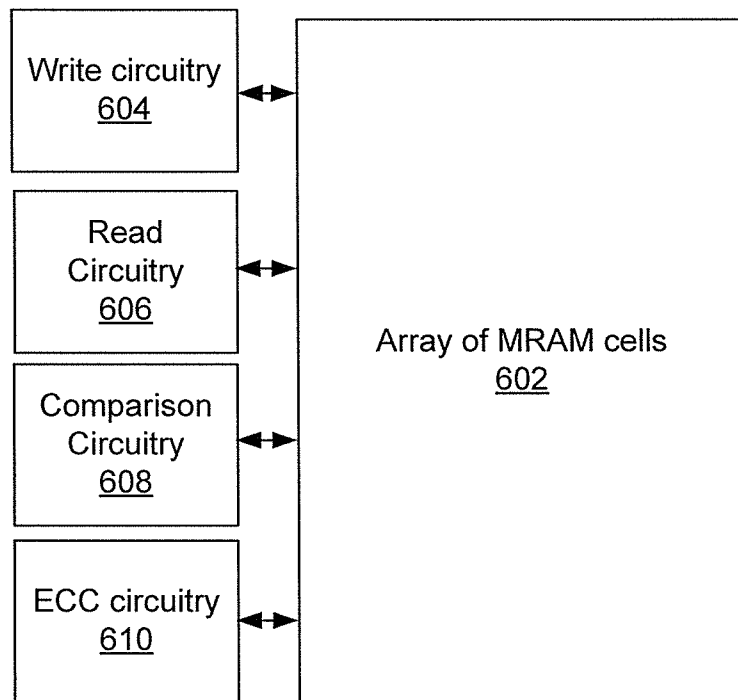 Write circuitry
604
Read
Circuitry
606
Comparison
Circuitry
608
ECC circuitry
610
Array of MRAM cells
602